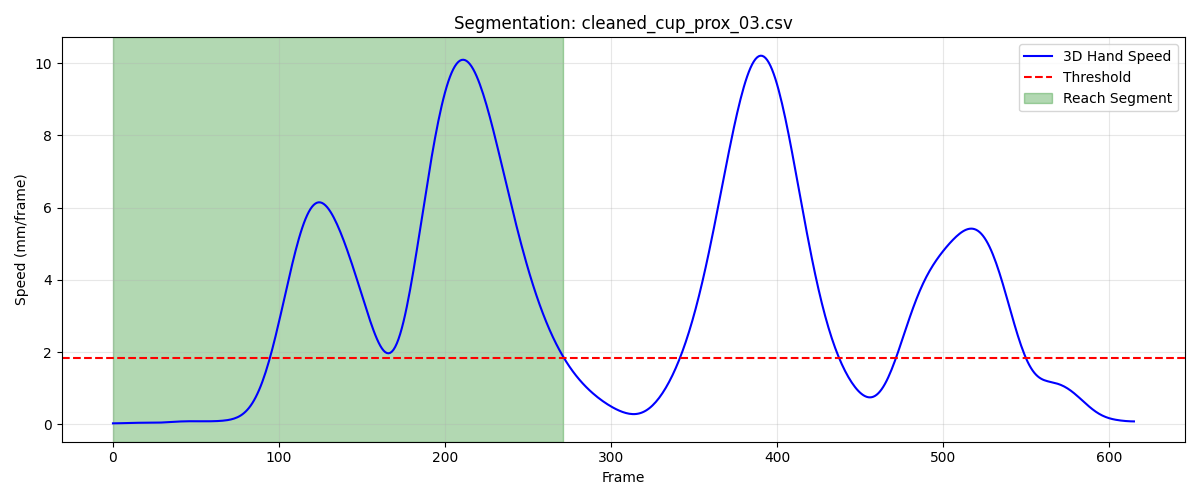 Segmentation: cleaned_cup_prox_03.csv
3D Hand Speed
Threshold
Reach Segment
Speed (mm/frame)
10
8
6
4
2
0
0 100 200 300 400 500 600
Frame